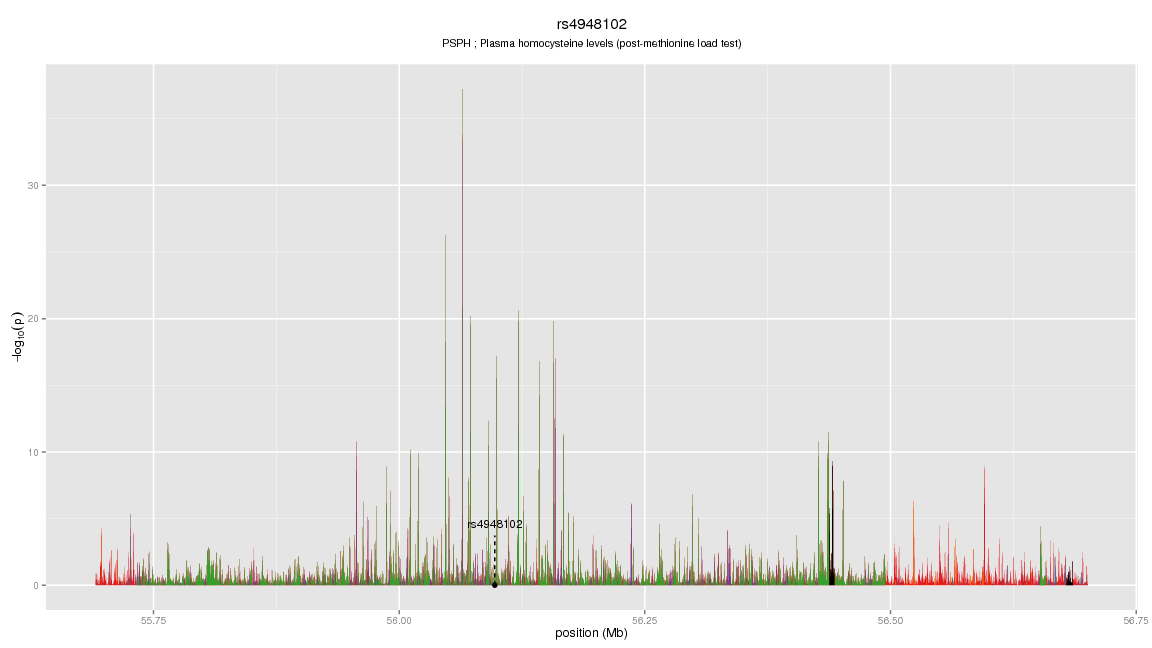 rs4948102
PSPH ; Plasma homocysteine levels (post-methionine load test)
30
20
10
0
-log10(p)
rs4948102
55.75
56.00
56.25
56.50
56.75
position (Mb)